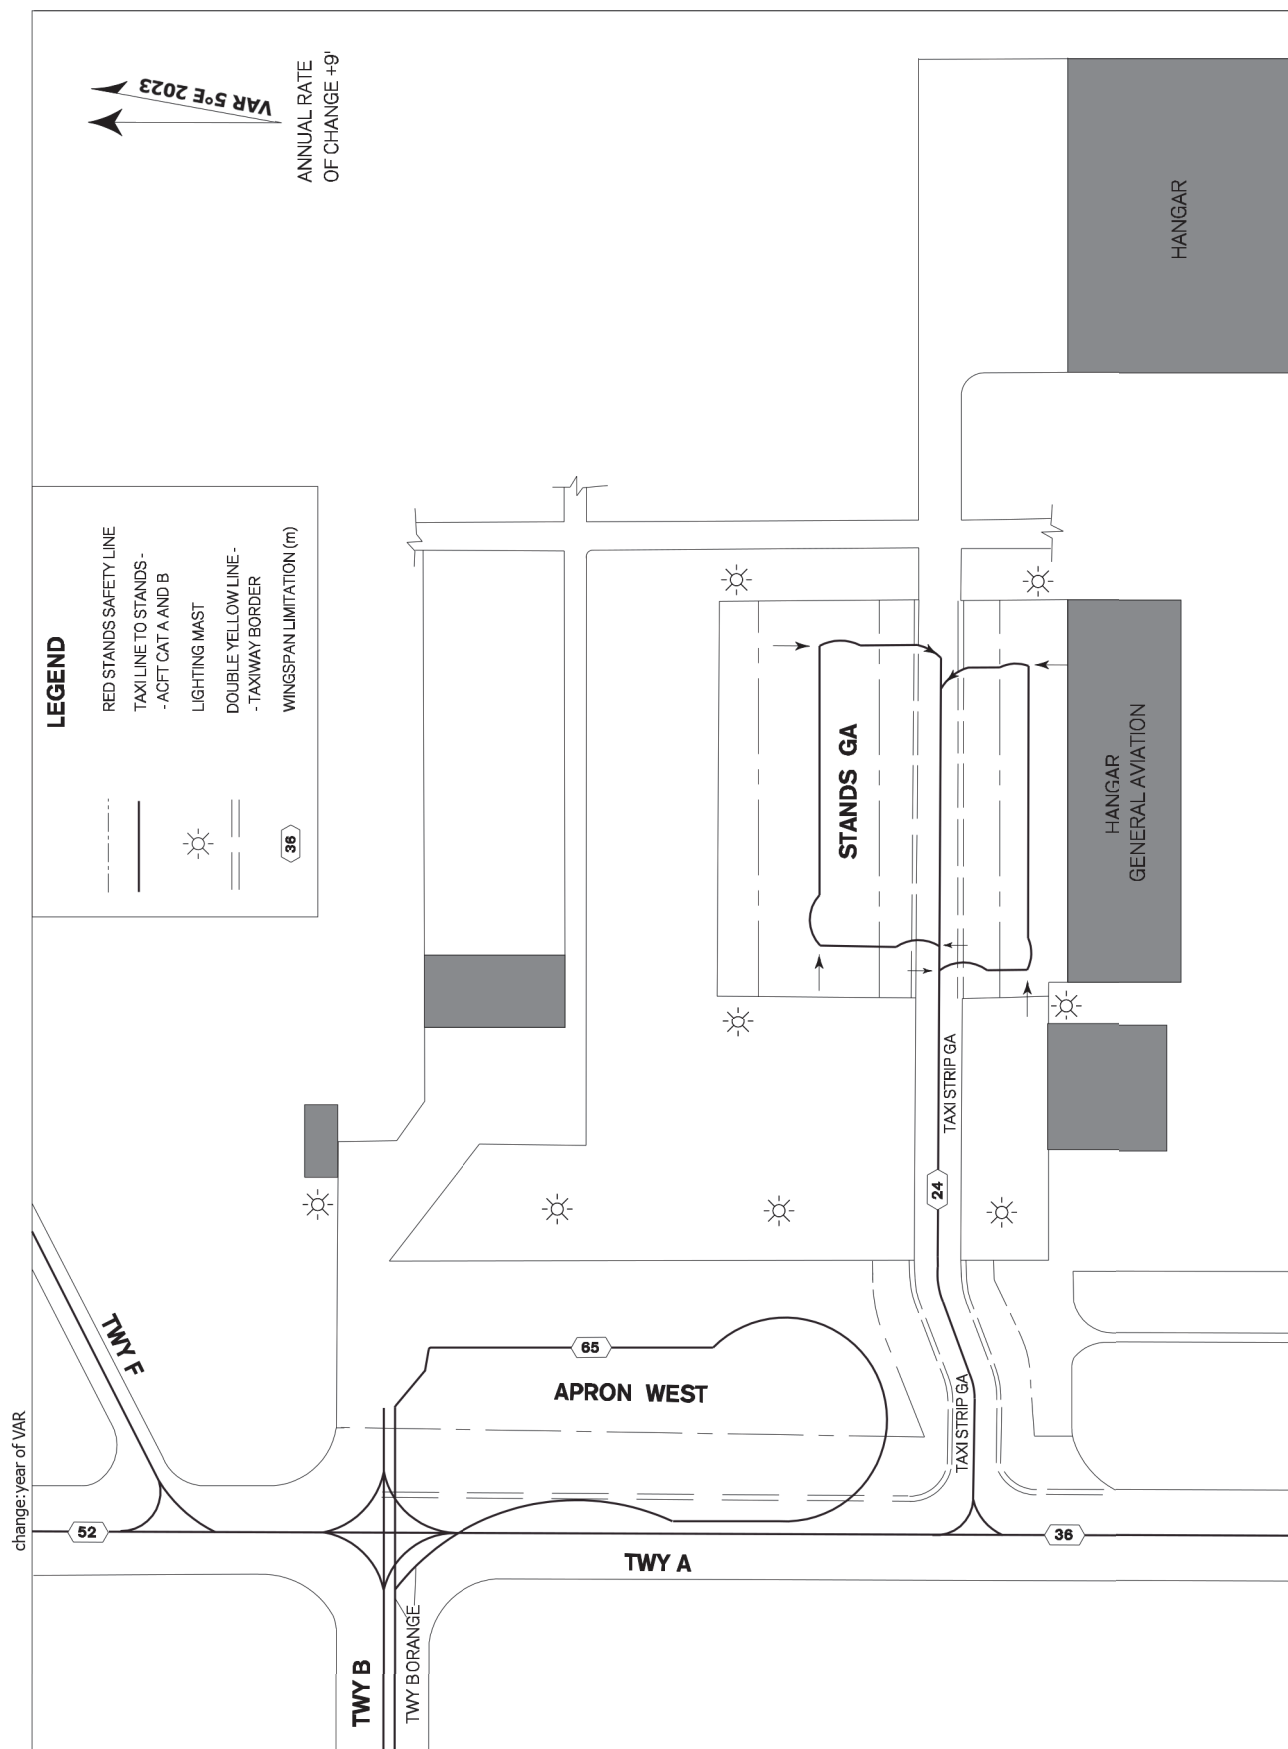 change:year of VAR
VAR 5°E 2023
ANNUAL RATE
OF CHANGE +9'
LEGEND
RED STANDS SAFETY LINE
TAXI LINE TO STANDS -
- ACFT CAT A AND B
LIGHTING MAST
DOUBLE YELLOW LINE -
- TAXIWAY BORDER
36
WINGSPAN LIMITATION (m)
HANGAR
STANDS GA
HANGAR
GENERAL AVIATION
TAXI STRIP GA
24
TWY F
65
APRON WEST
TAXI STRIP GA
52
36
TWY A
TWY B
TWY BORANGE